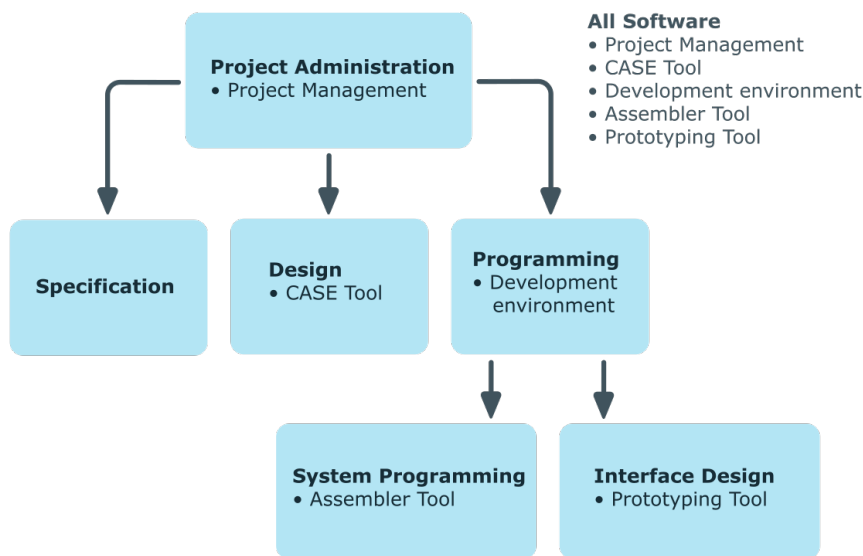 All Software
• Project Management
• CASE Tool
• Development environment
• Assembler Tool
• Prototyping Tool
Project Administration
• Project Management
Specification
Design
• CASE Tool
Programming
• Development
environment
System Programming
• Assembler Tool
Interface Design
• Prototyping Tool